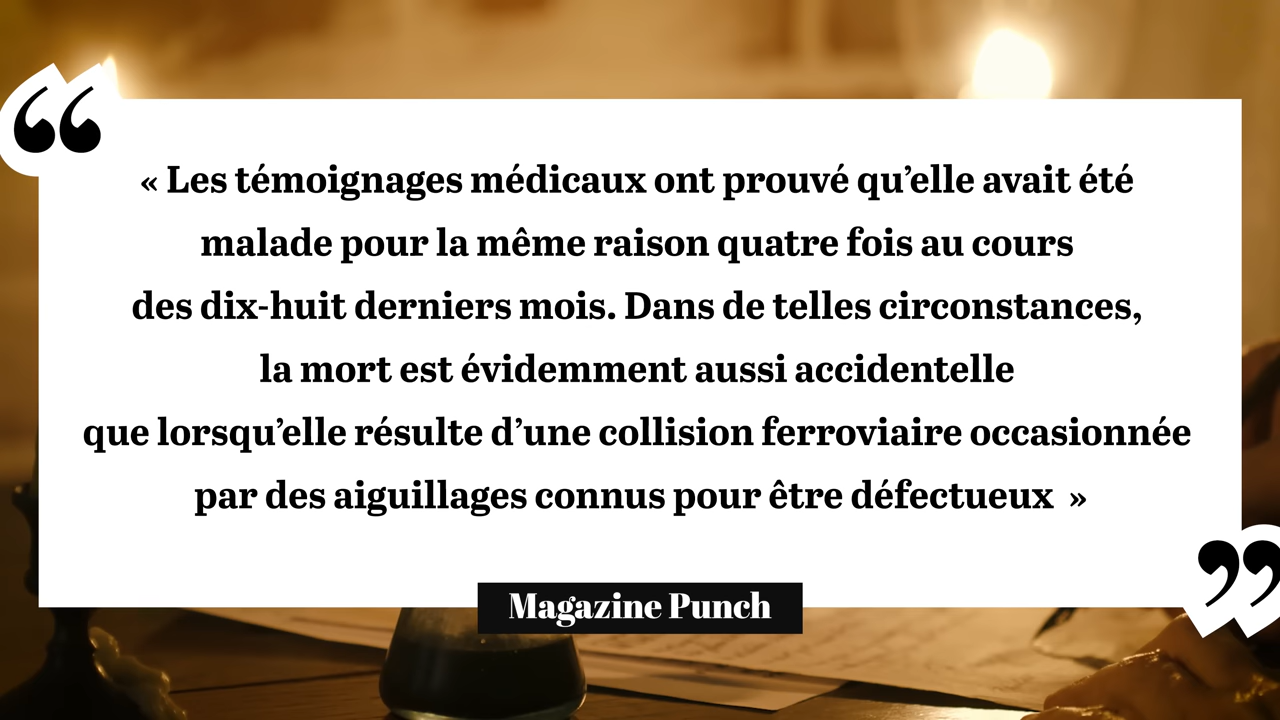 « Les témoignages médicaux ont prouvé qu’elle avait été
malade pour la même raison quatre fois au cours
des dix-huit derniers mois. Dans de telles circonstances,
la mort est évidemment aussi accidentelle
que lorsqu’elle résulte d’une collision ferroviaire occasionnée
par des aiguillages connus pour être défectueux »
Magazine Punch